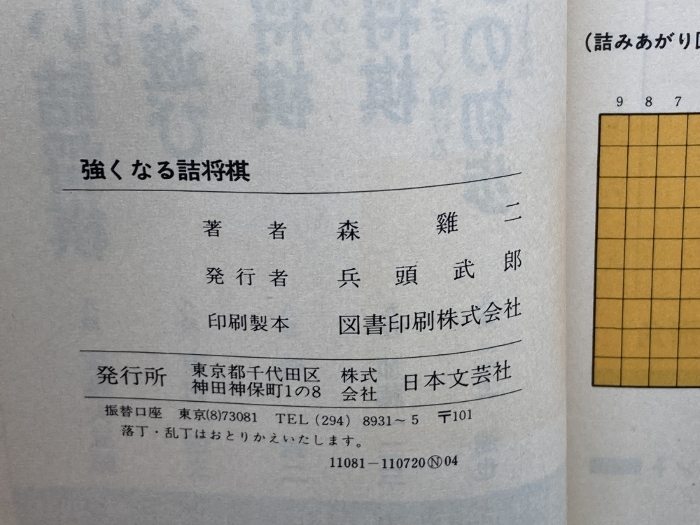 強くなる詰将棋
著者 森雞二
発行者 兵頭武郎
印刷製本 図書印刷株式会社
発行所 東京都千代田区神田神保町1の8 株式会社 日本文芸社
振替口座 東京(8)73081 TEL(294)8931～5 〒101
落丁・乱丁はおとりかえいたします。
11081－110720Ⓝ04
(詰みあがり
9 8 7